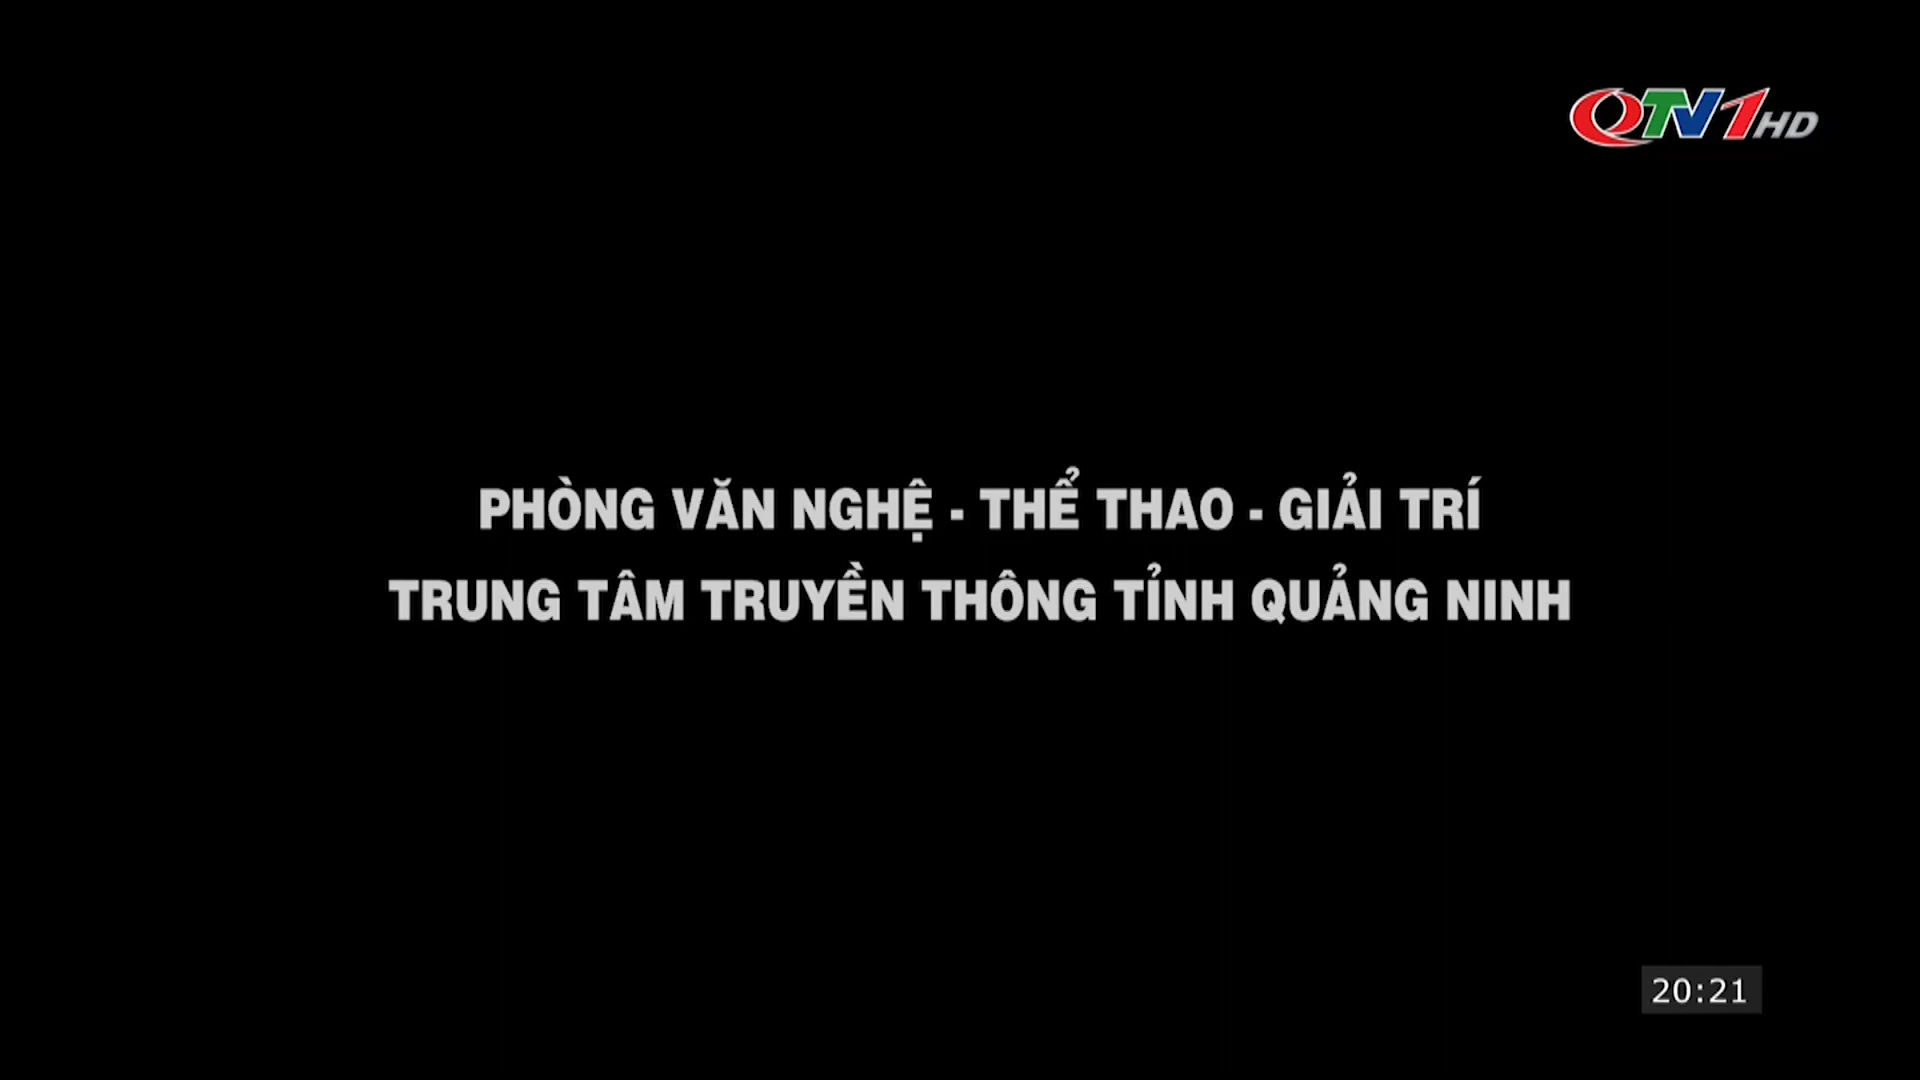 QTV1HD
PHÒNG VĂN NGHỆ - THỂ THAO - GIẢI TRÍ
TRUNG TÂM TRUYỀN THÔNG TỈNH QUẢNG NINH
20:21